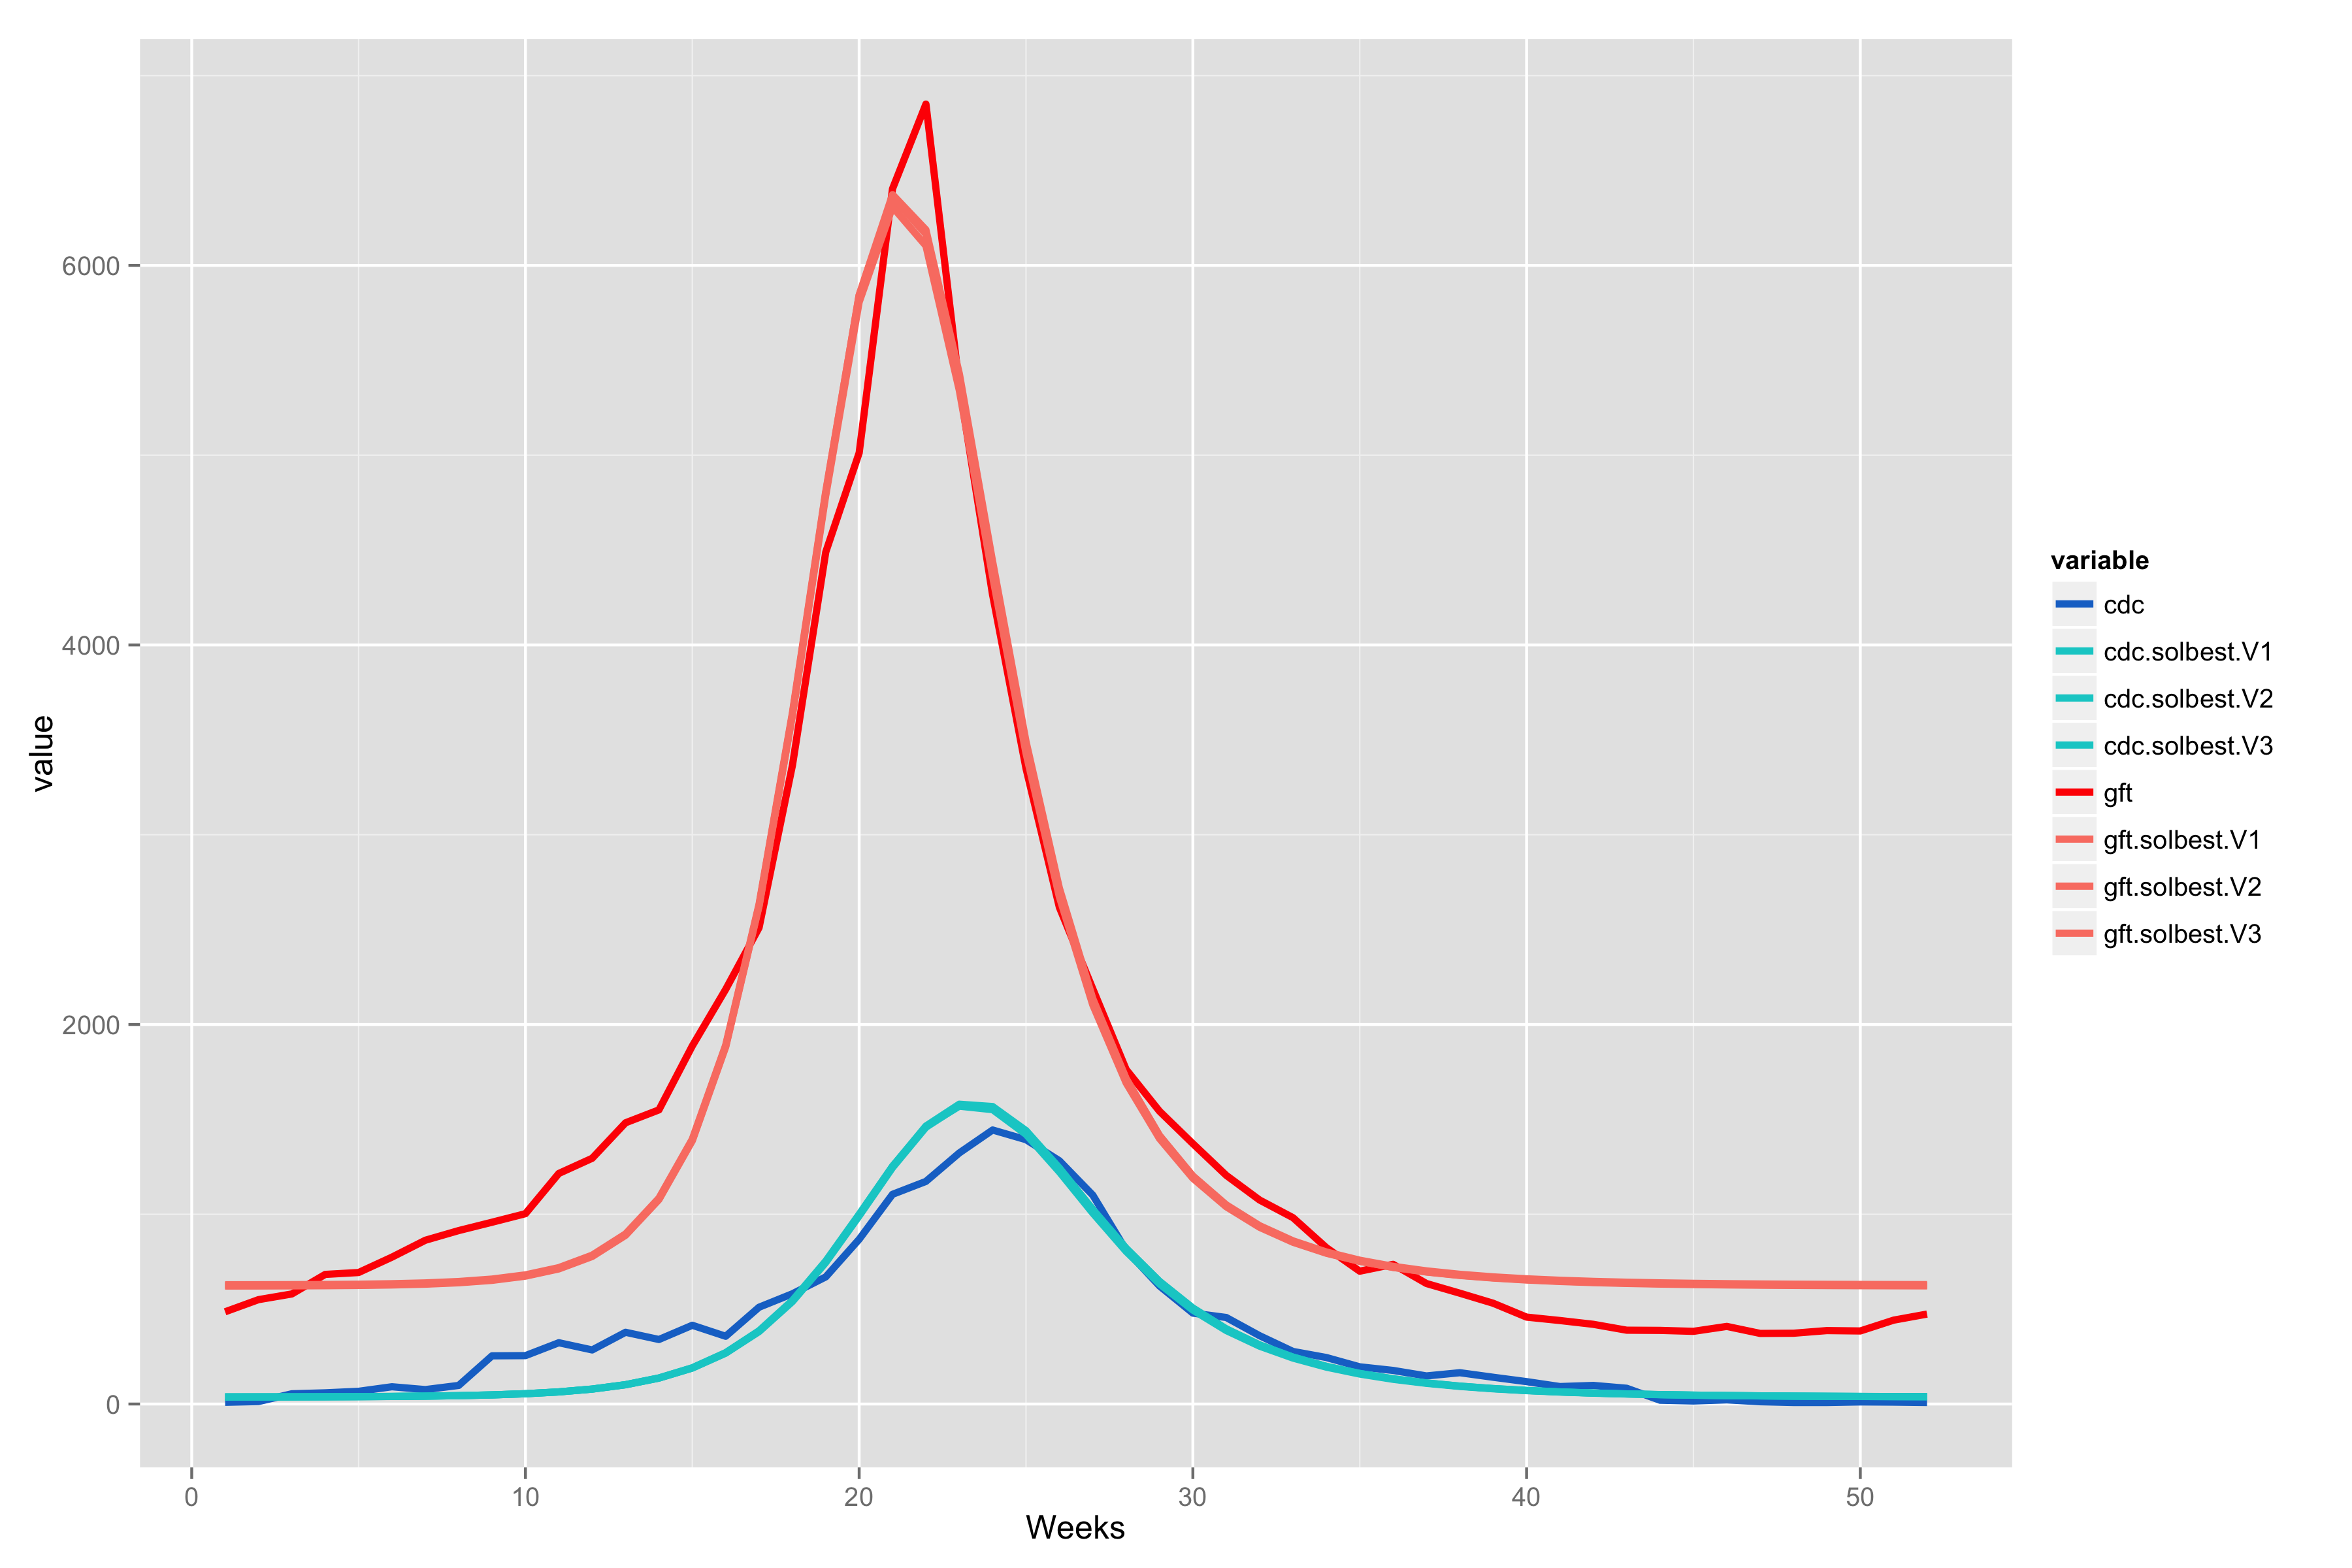 6000
4000
2000
0
value
0 10 20 30 40 50
Weeks
variable
cdc
cdc.solbest.V1
cdc.solbest.V2
cdc.solbest.V3
gft
gft.solbest.V1
gft.solbest.V2
gft.solbest.V3